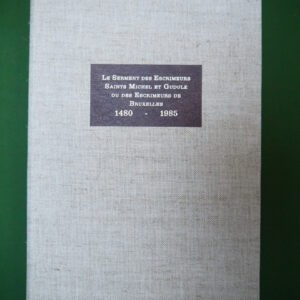 Le Serment des Escrimeurs
Saints Michel et Gudule
ou des Escrimeurs de
Bruxelles
1480 - 1985